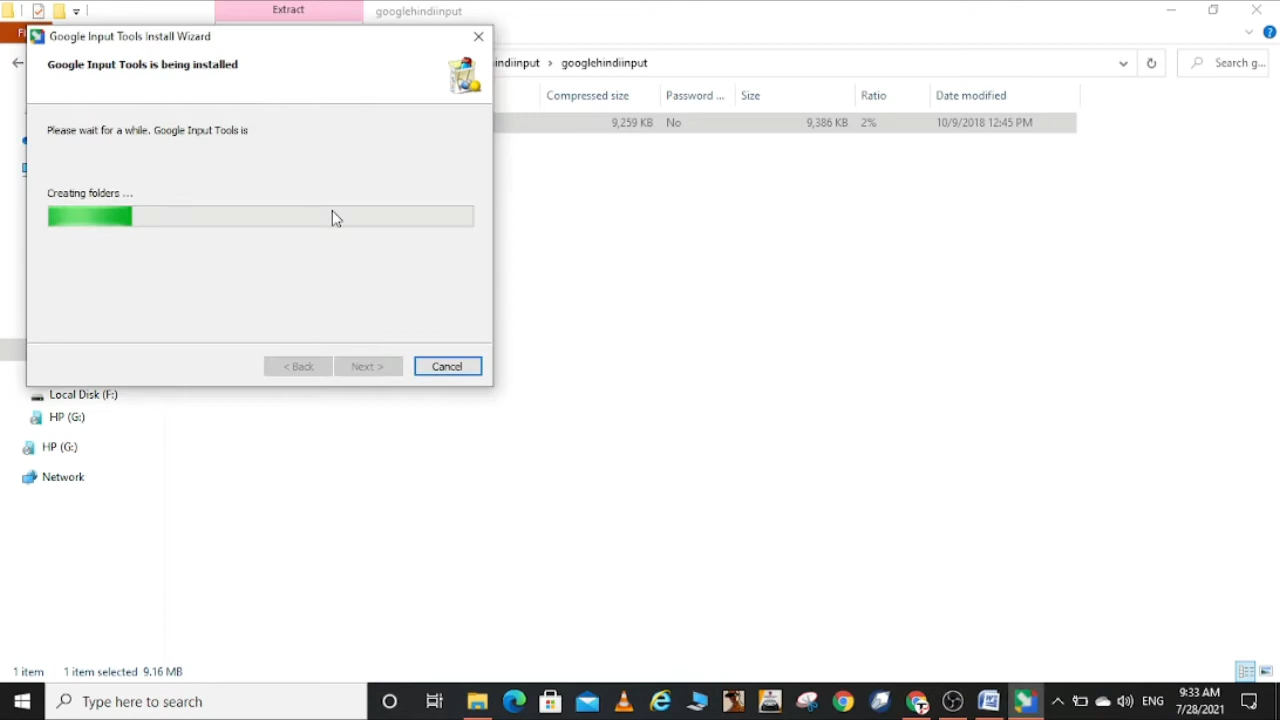 Extract
googlehindiinput
Google Input Tools Install Wizard
Google Input Tools is being installed
Please wait for a while. Google Input Tools is
Creating folders ...
< Back
Next >
Cancel
indiinput > googlehindiinput
Search g...
Compressed size
Password ...
Size
Ratio
Date modified
9,259 KB
No
9,386 KB
2%
10/9/2018 12:45 PM
Local Disk (F:)
HP (G:)
HP (G:)
Network
1 item
1 item selected 9.16 MB
Type here to search
ENG
9:33 AM
7/28/2021